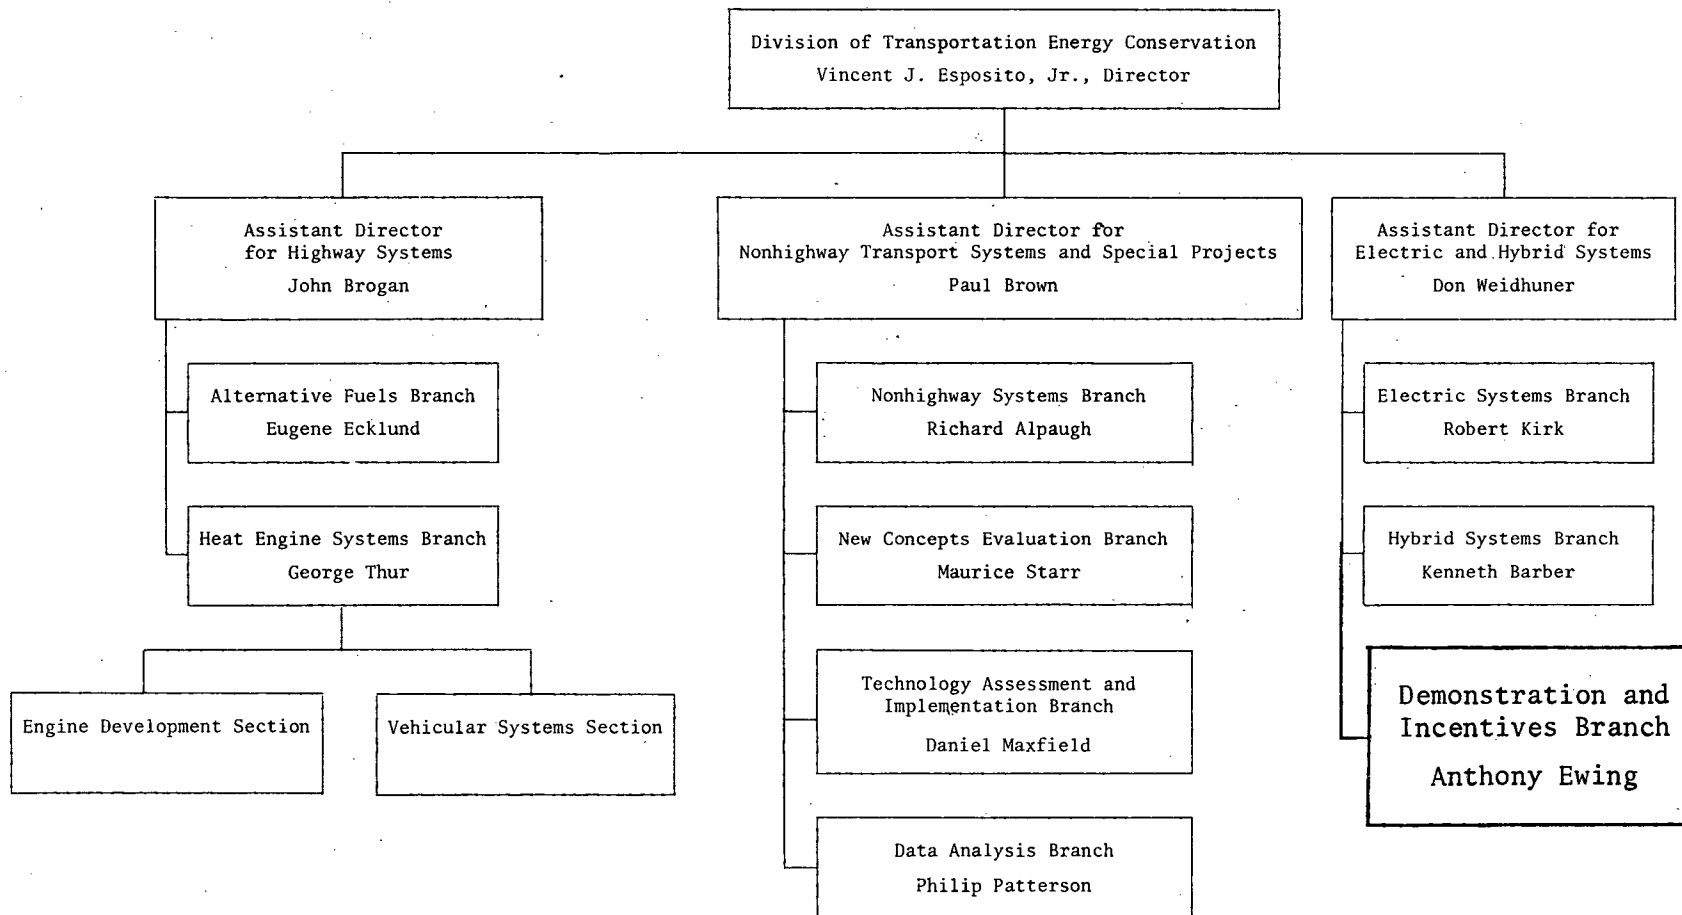 Division of Transportation Energy Conservation
Vincent J. Esposito, Jr., Director
Assistant Director
for Highway Systems
John Brogan
Assistant Director for
Nonhighway Transport Systems and Special Projects
Paul Brown
Assistant Director for
Electric and Hybrid Systems
Don Weidhuner
Alternative Fuels Branch
Eugene Ecklund
Heat Engine Systems Branch
George Thur
Engine Development Section
Vehicular Systems Section
Nonhighway Systems Branch
Richard Alpaugh
New Concepts Evaluation Branch
Maurice Starr
Technology Assessment and
Implementation Branch
Daniel Maxfield
Data Analysis Branch
Philip Patterson
Electric Systems Branch
Robert Kirk
Hybrid Systems Branch
Kenneth Barber
Demonstration and
Incentives Branch
Anthony Ewing